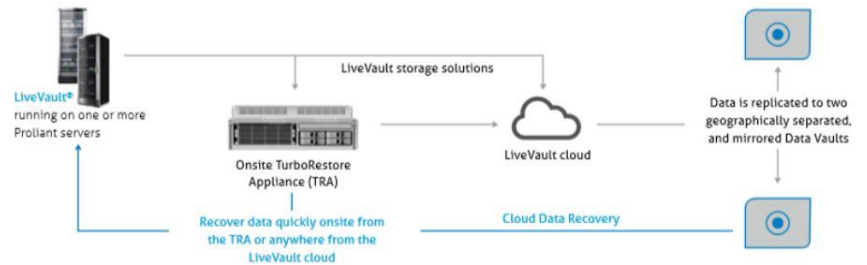 LiveVault®
running on one or more
Proliant servers
LiveVault storage solutions
Onsite TurboRestore
Appliance (TRA)
LiveVault cloud
Data is replicated to two
geographically separated,
and mirrored Data Vaults
Recover data quickly onsite from
the TRA or anywhere from the
LiveVault cloud
Cloud Data Recovery